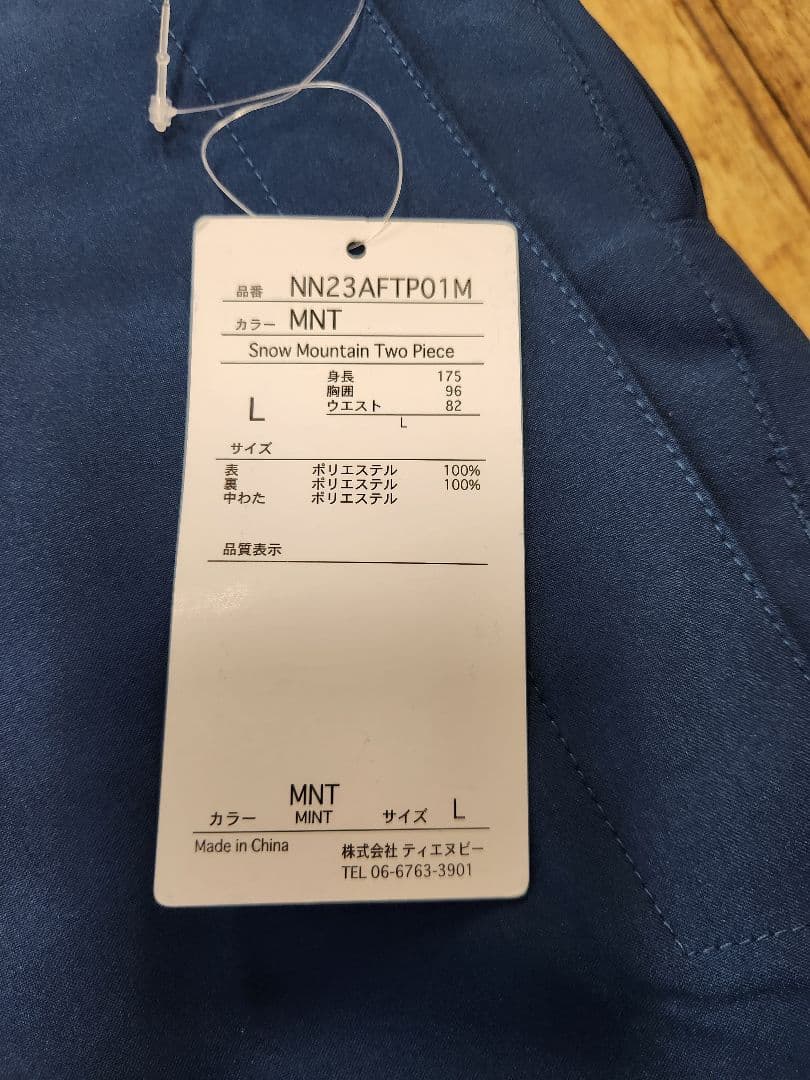 品番 NN23AFTP01M
カラー MNT
Snow Mountain Two Piece
身長 175
胸囲 96
ウエスト 82
L
L
サイズ
表 ポリエステル 100%
裏 ポリエステル 100%
中わた ポリエステル
品質表示
MNT
カラー MINT サイズ L
Made in China 株式会社 ティエヌビー
TEL 06-6763-3901